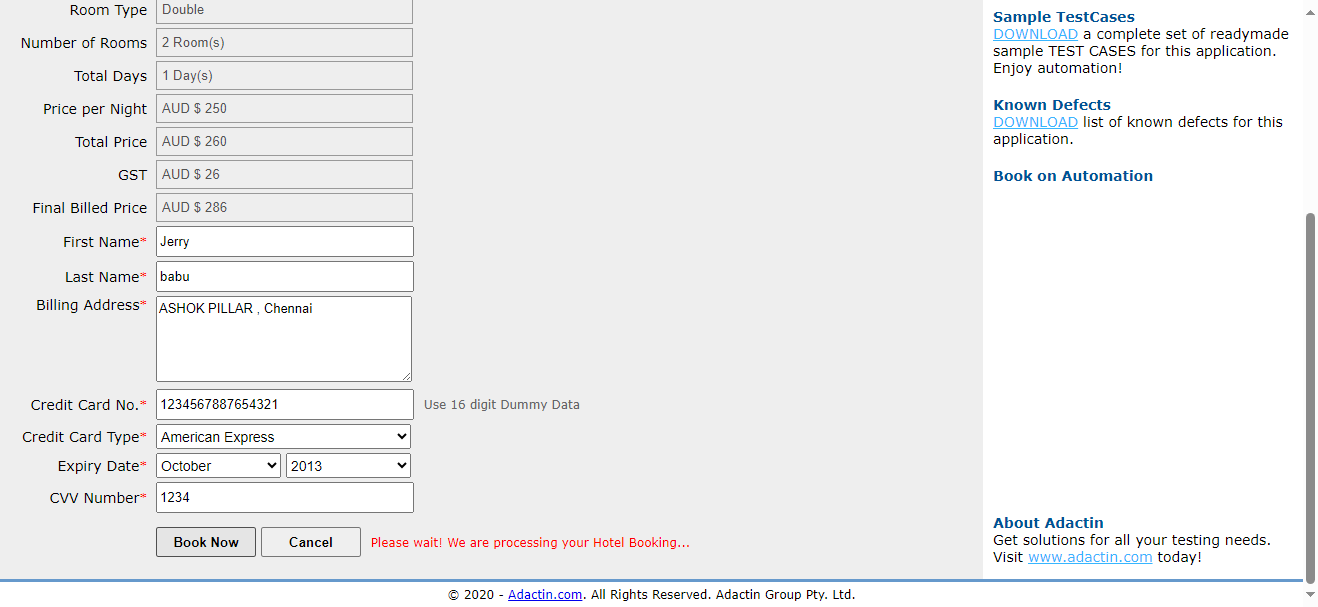 Room Type Double
Number of Rooms 2 Room(s)
Total Days 1 Day(s)
Price per Night AUD $ 250
Total Price AUD $ 260
GST AUD $ 26
Final Billed Price AUD $ 286
First Name* Jerry
Last Name* babu
Billing Address* ASHOK PILLAR , Chennai
Credit Card No.* 1234567887654321 Use 16 digit Dummy Data
Credit Card Type* American Express
Expiry Date* October 2013
CVV Number* 1234
Book Now Cancel Please wait! We are processing your Hotel Booking...
Sample TestCases
DOWNLOAD a complete set of readymade
sample TEST CASES for this application.
Enjoy automation!
Known Defects
DOWNLOAD list of known defects for this
application.
Book on Automation
About Adactin
Get solutions for all your testing needs.
Visit www.adactin.com today!
© 2020 - Adactin.com. All Rights Reserved. Adactin Group Pty. Ltd.